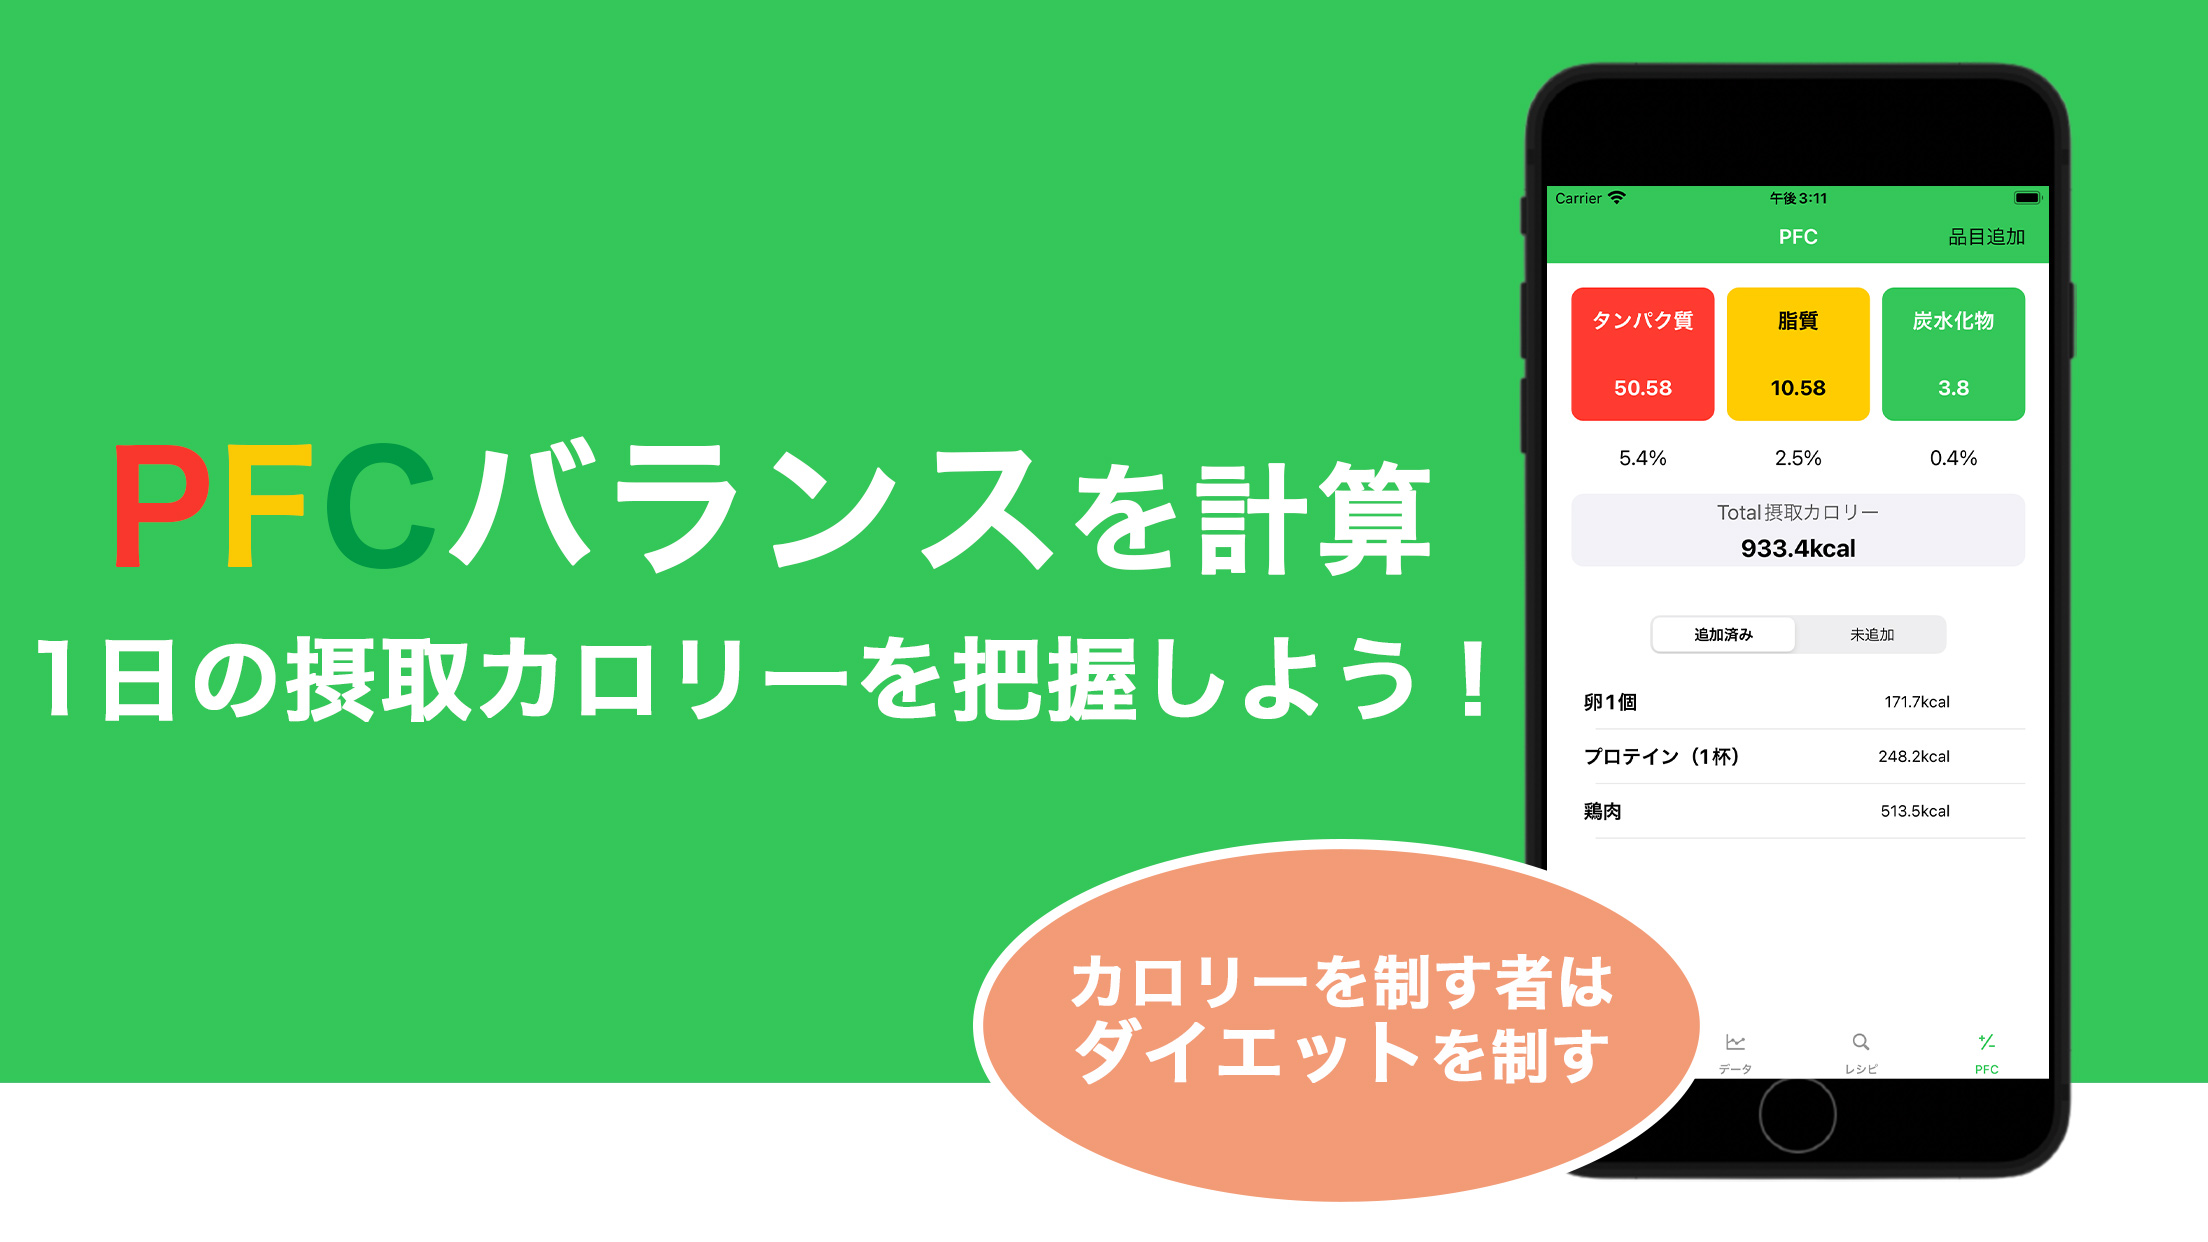 PFCバランスを計算
1日の摂取カロリーを把握しよう！
カロリーを制す者は
ダイエットを制す
Carrier 午後3:11
PFC 品目追加
タンパク質 脂質 炭水化物
50.58 10.58 3.8
5.4% 2.5% 0.4%
Total摂取カロリー
933.4kcal
追加済み 未追加
卵1個 171.7kcal
プロテイン（1杯） 248.2kcal
鶏肉 513.5kcal
データ レシピ PFC